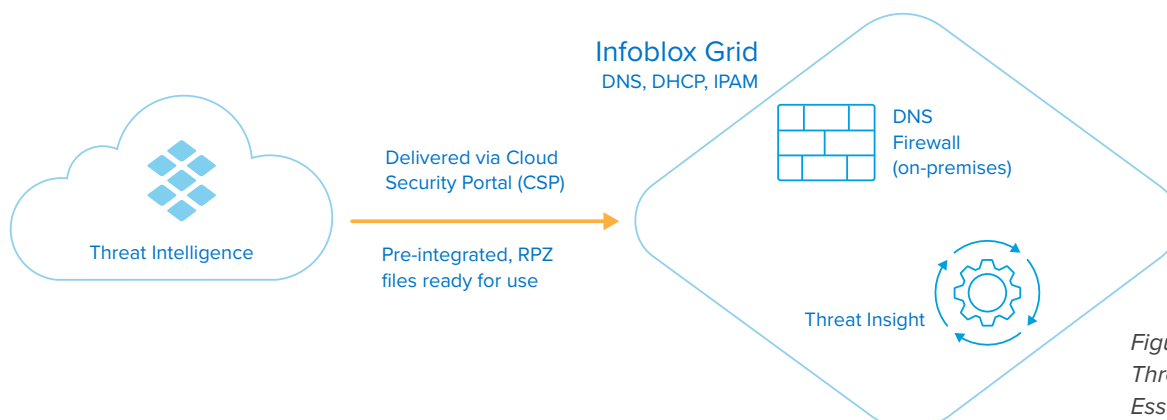 Infoblox Grid
DNS, DHCP, IPAM
DNS
Firewall
(on-premises)
Delivered via Cloud
Security Portal (CSP)
Threat Intelligence
Pre-integrated, RPZ
files ready for use
Threat Insight